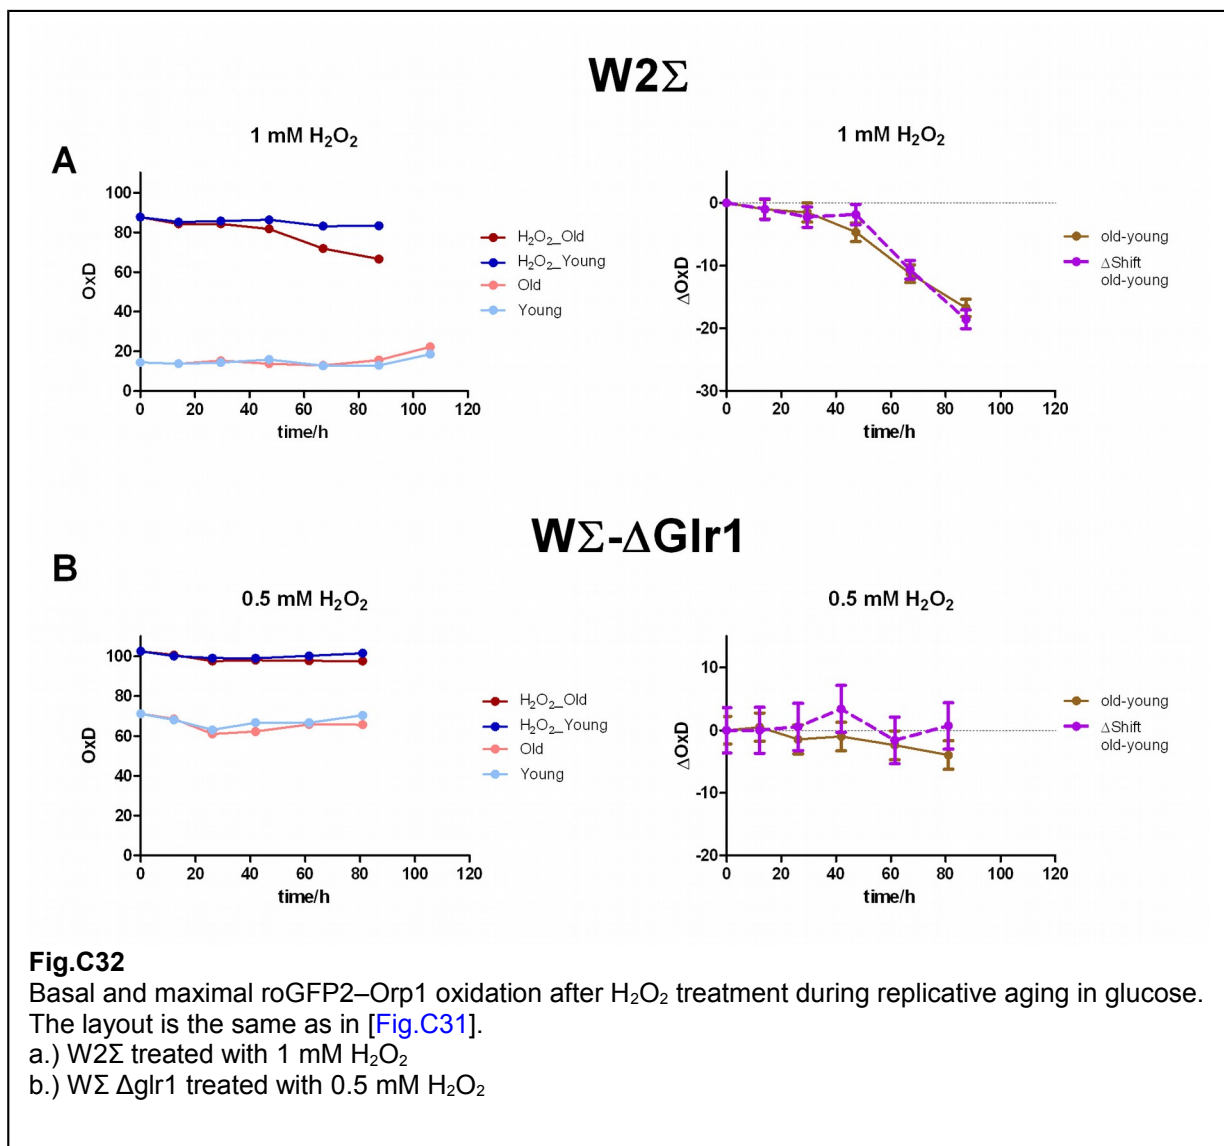 W2Σ
A
1 mM H₂O₂
OxD
100
80
60
40
20
0
0 20 40 60 80 100 120
time/h
H₂O₂_Old
H₂O₂_Young
Old
Young
1 mM H₂O₂
ΔOxD
0
-10
-20
-30
0 20 40 60 80 100 120
time/h
old-young
ΔShift
old-young
WΣ-ΔGlr1
B
0.5 mM H₂O₂
OxD
100
80
60
40
20
0
0 20 40 60 80 100 120
time/h
H₂O₂_Old
H₂O₂_Young
Old
Young
0.5 mM H₂O₂
ΔOxD
10
0
-10
-20
0 20 40 60 80 100 120
time/h
old-young
ΔShift
old-young
Fig.C32
Basal and maximal roGFP2–Orp1 oxidation after H₂O₂ treatment during replicative aging in glucose.
The layout is the same as in [Fig.C31].
a.) W2Σ treated with 1 mM H₂O₂
b.) WΣ Δglr1 treated with 0.5 mM H₂O₂